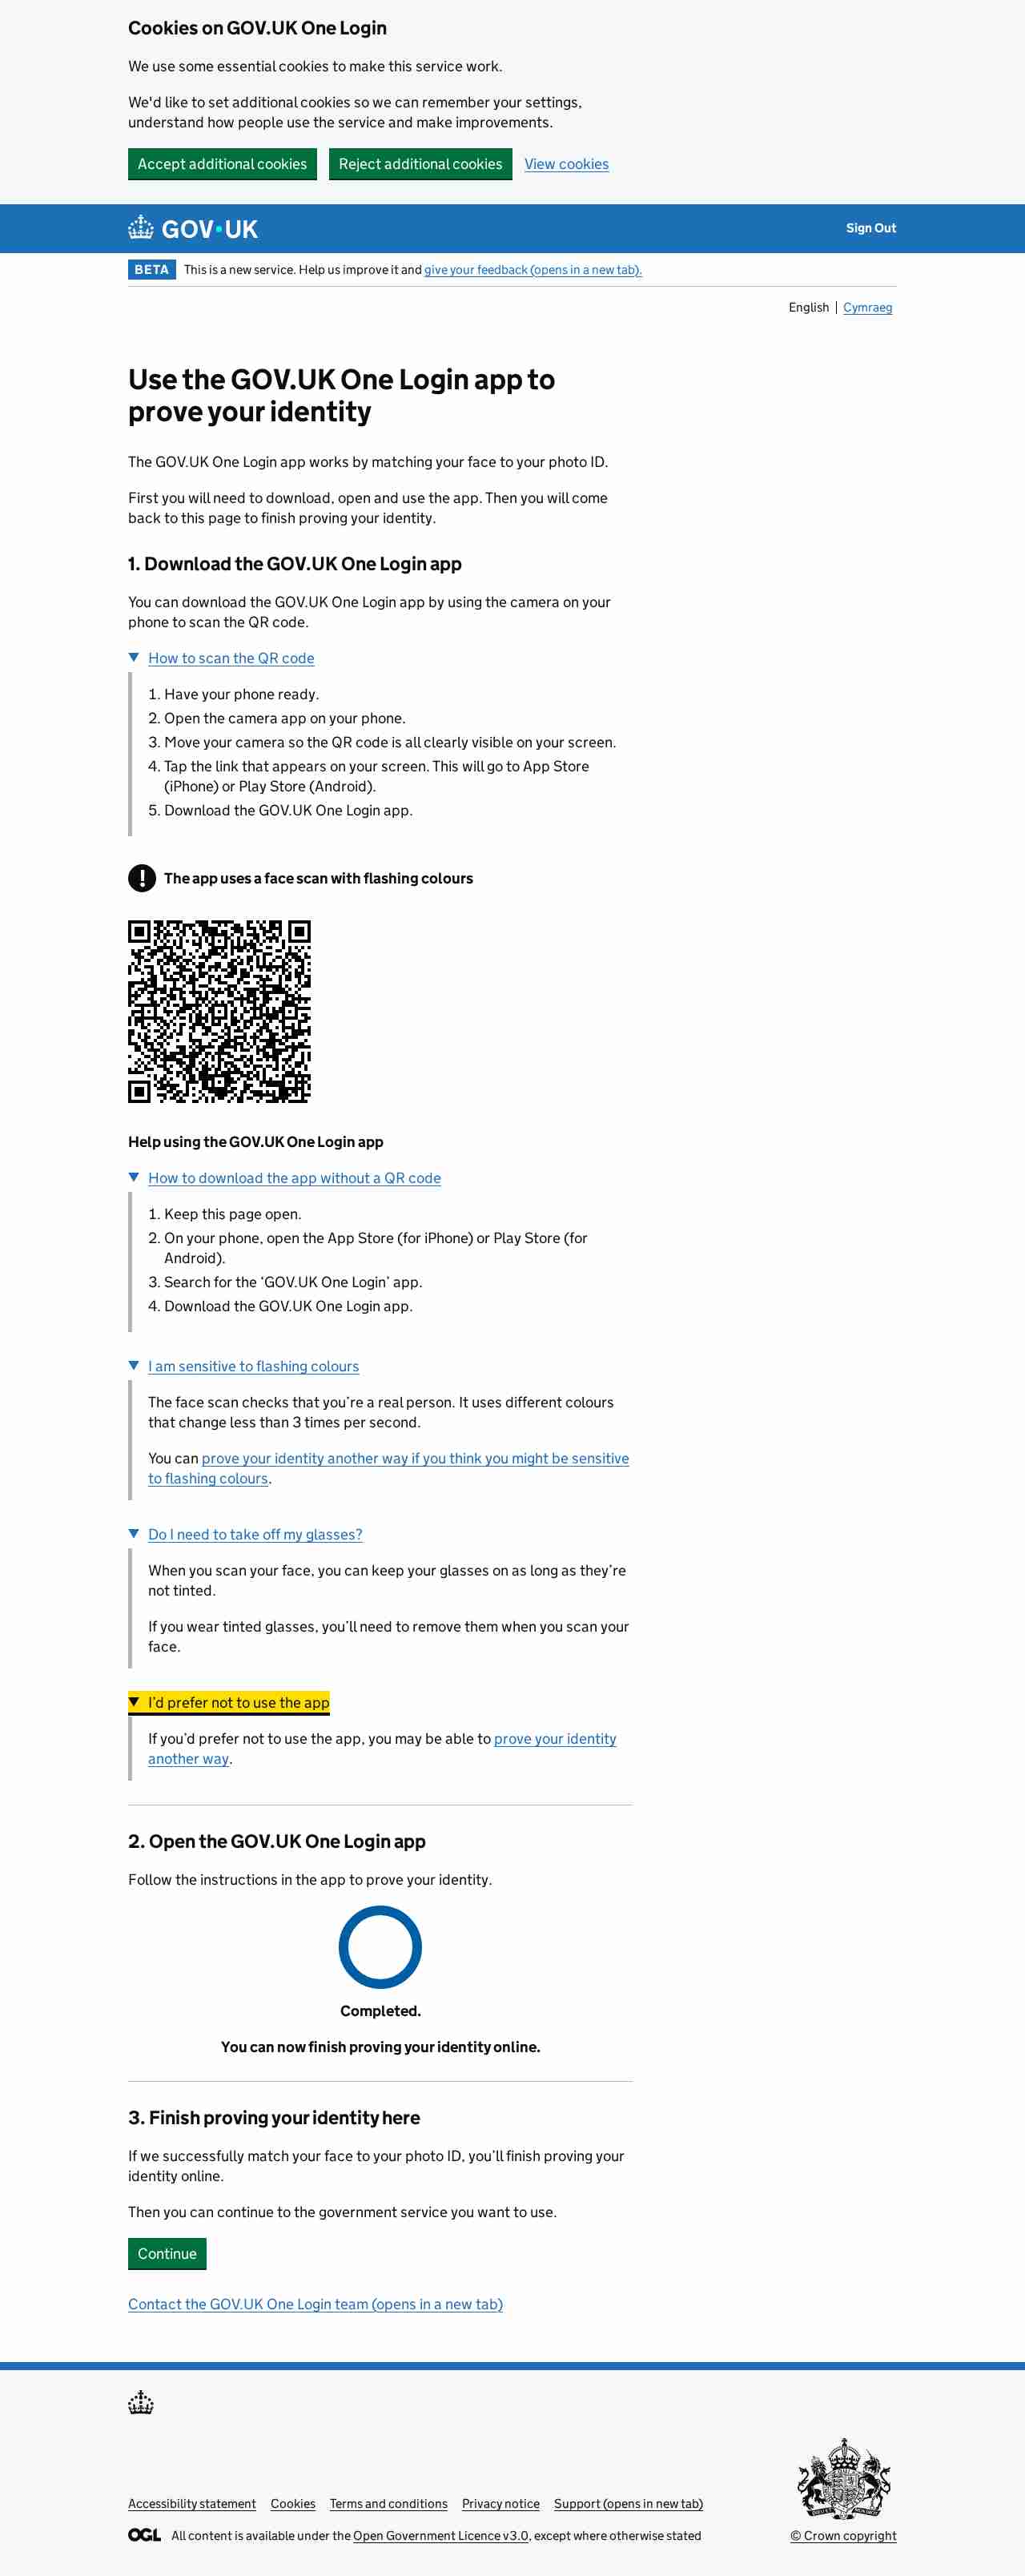 Cookies on GOV.UK One Login
We use some essential cookies to make this service work.
We'd like to set additional cookies so we can remember your settings,
understand how people use the service and make improvements.
Accept additional cookies Reject additional cookies View cookies
GOV·UK Sign Out
BETA This is a new service. Help us improve it and give your feedback (opens in a new tab).
English | Cymraeg
Use the GOV.UK One Login app to
prove your identity
The GOV.UK One Login app works by matching your face to your photo ID.
First you will need to download, open and use the app. Then you will come
back to this page to finish proving your identity.
1. Download the GOV.UK One Login app
You can download the GOV.UK One Login app by using the camera on your
phone to scan the QR code.
How to scan the QR code
1. Have your phone ready.
2. Open the camera app on your phone.
3. Move your camera so the QR code is all clearly visible on your screen.
4. Tap the link that appears on your screen. This will go to App Store
(iPhone) or Play Store (Android).
5. Download the GOV.UK One Login app.
! The app uses a face scan with flashing colours
Help using the GOV.UK One Login app
How to download the app without a QR code
1. Keep this page open.
2. On your phone, open the App Store (for iPhone) or Play Store (for
Android).
3. Search for the ‘GOV.UK One Login’ app.
4. Download the GOV.UK One Login app.
I am sensitive to flashing colours
The face scan checks that you’re a real person. It uses different colours
that change less than 3 times per second.
You can prove your identity another way if you think you might be sensitive
to flashing colours.
Do I need to take off my glasses?
When you scan your face, you can keep your glasses on as long as they’re
not tinted.
If you wear tinted glasses, you’ll need to remove them when you scan your
face.
I’d prefer not to use the app
If you’d prefer not to use the app, you may be able to prove your identity
another way.
2. Open the GOV.UK One Login app
Follow the instructions in the app to prove your identity.
Completed.
You can now finish proving your identity online.
3. Finish proving your identity here
If we successfully match your face to your photo ID, you’ll finish proving your
identity online.
Then you can continue to the government service you want to use.
Continue
Contact the GOV.UK One Login team (opens in a new tab)
Accessibility statement Cookies Terms and conditions Privacy notice Support (opens in new tab)
OGL All content is available under the Open Government Licence v3.0, except where otherwise stated © Crown copyright